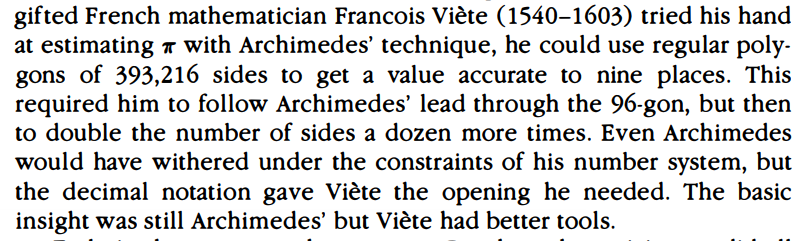 gifted French mathematician Francois Viète (1540–1603) tried his hand
at estimating π with Archimedes’ technique, he could use regular poly-
gons of 393,216 sides to get a value accurate to nine places. This
required him to follow Archimedes’ lead through the 96-gon, but then
to double the number of sides a dozen more times. Even Archimedes
would have withered under the constraints of his number system, but
the decimal notation gave Viète the opening he needed. The basic
insight was still Archimedes’ but Viète had better tools.